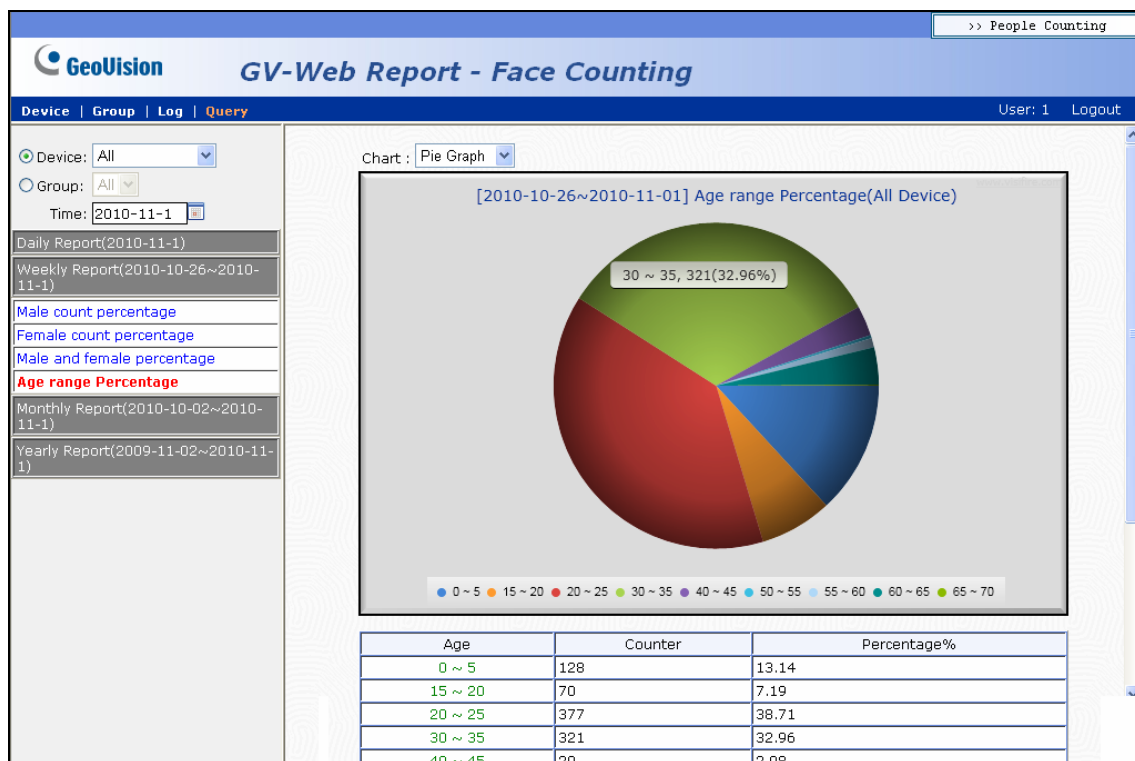 >> People Counting
GeoVision
GV-Web Report - Face Counting
Device | Group | Log | Query
User: 1 Logout
Device: All
Group: All
Time: 2010-11-1
Daily Report(2010-11-1)
Weekly Report(2010-10-26~2010-
11-1)
Male count percentage
Female count percentage
Male and female percentage
Age range Percentage
Monthly Report(2010-10-02~2010-
11-1)
Yearly Report(2009-11-02~2010-11-
1)
Chart : Pie Graph
[2010-10-26~2010-11-01] Age range Percentage(All Device)
30 ~ 35, 321(32.96%)
0 ~ 5 15 ~ 20 20 ~ 25 30 ~ 35 40 ~ 45 50 ~ 55 55 ~ 60 60 ~ 65 65 ~ 70
Age Counter Percentage%
0 ~ 5 128 13.14
15 ~ 20 70 7.19
20 ~ 25 377 38.71
30 ~ 35 321 32.96
40 ~ 45